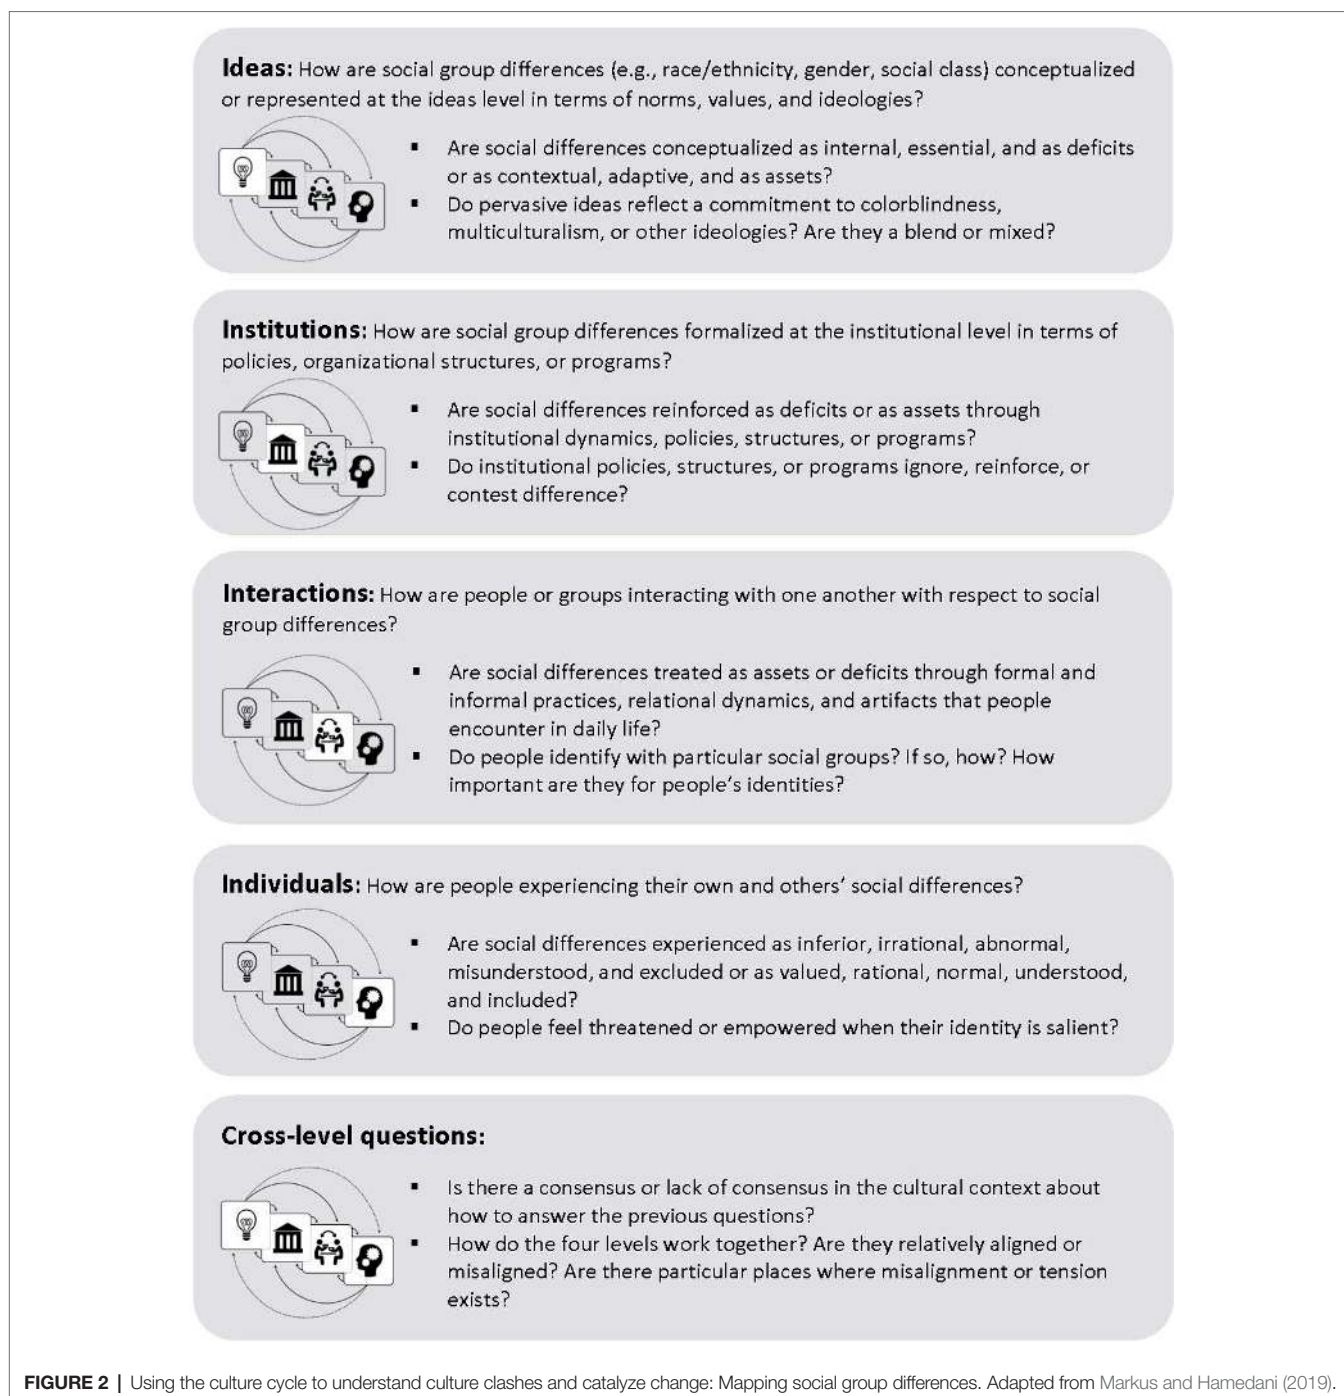 Ideas: How are social group differences (e.g., race/ethnicity, gender, social class) conceptualized
or represented at the ideas level in terms of norms, values, and ideologies?
▪ Are social differences conceptualized as internal, essential, and as deficits
or as contextual, adaptive, and as assets?
▪ Do pervasive ideas reflect a commitment to colorblindness,
multiculturalism, or other ideologies? Are they a blend or mixed?
Institutions: How are social group differences formalized at the institutional level in terms of
policies, organizational structures, or programs?
▪ Are social differences reinforced as deficits or as assets through
institutional dynamics, policies, structures, or programs?
▪ Do institutional policies, structures, or programs ignore, reinforce, or
contest difference?
Interactions: How are people or groups interacting with one another with respect to social
group differences?
▪ Are social differences treated as assets or deficits through formal and
informal practices, relational dynamics, and artifacts that people
encounter in daily life?
▪ Do people identify with particular social groups? If so, how? How
important are they for people's identities?
Individuals: How are people experiencing their own and others' social differences?
▪ Are social differences experienced as inferior, irrational, abnormal,
misunderstood, and excluded or as valued, rational, normal, understood,
and included?
▪ Do people feel threatened or empowered when their identity is salient?
Cross-level questions:
▪ Is there a consensus or lack of consensus in the cultural context about
how to answer the previous questions?
▪ How do the four levels work together? Are they relatively aligned or
misaligned? Are there particular places where misalignment or tension
exists?
FIGURE 2 | Using the culture cycle to understand culture clashes and catalyze change: Mapping social group differences. Adapted from Markus and Hamedani (2019).